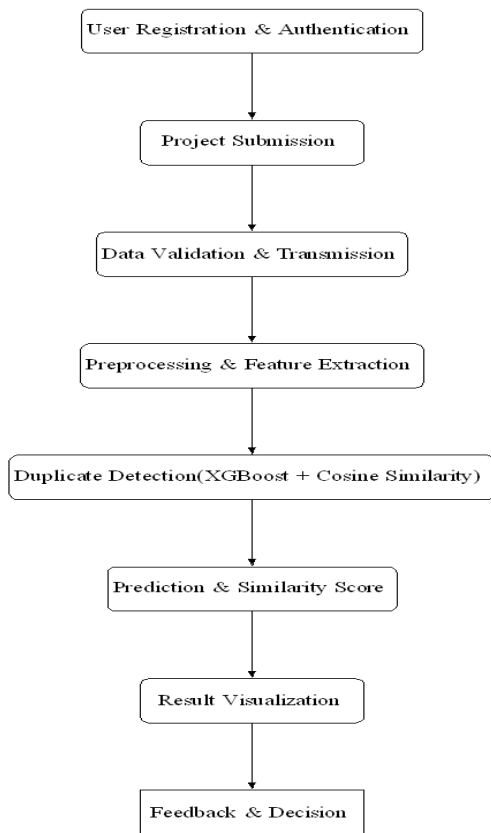 User Registration & Authentication
Project Submission
Data Validation & Transmission
Preprocessing & Feature Extraction
Duplicate Detection(XGBoost + Cosine Similarity)
Prediction & Similarity Score
Result Visualization
Feedback & Decision